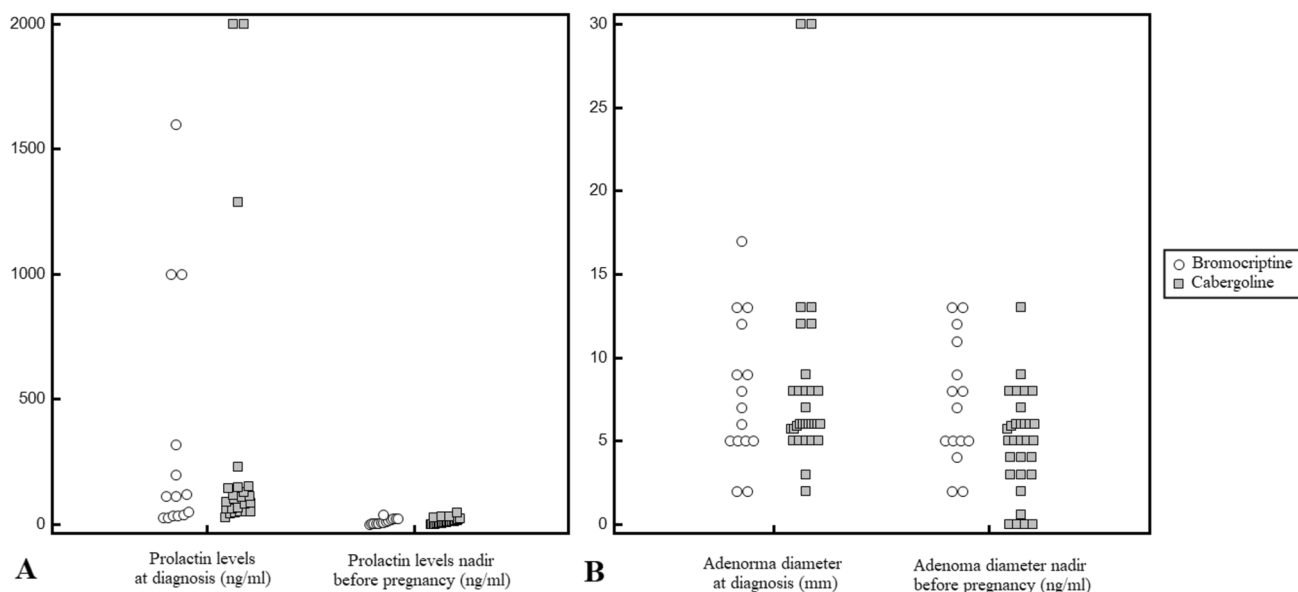 2000
1500
1000
500
0
Prolactin levels
at diagnosis (ng/ml)
Prolactin levels nadir
before pregnancy (ng/ml)
A
30
25
20
15
10
5
0
Adenorma diameter
at diagnosis (mm)
Adenoma diameter nadir
before pregnancy (ng/ml)
B
Bromocriptine
Cabergoline